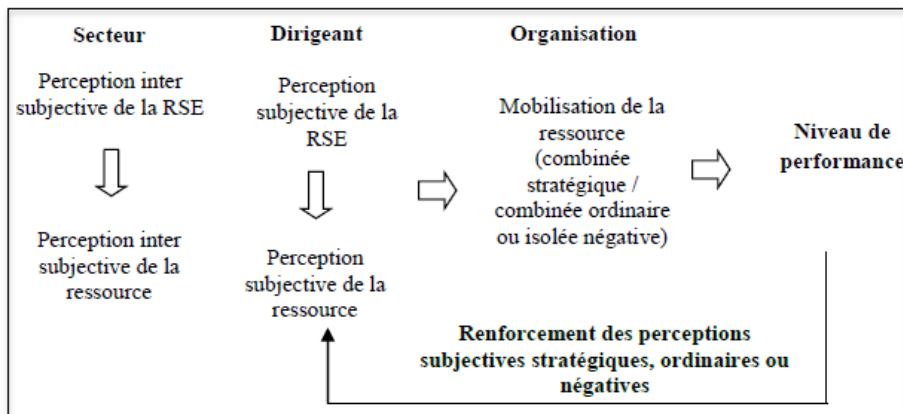 Secteur
Perception inter
subjective de la RSE
Perception inter
subjective de la
ressource
Dirigeant
Perception
subjective de la
RSE
Perception
subjective de la
ressource
Organisation
Mobilisation de la
ressource
(combinée
stratégique /
combinée ordinaire
ou isolée négative)
Niveau de
performance
Renforcement des perceptions
subjectives stratégiques, ordinaires ou
négatives